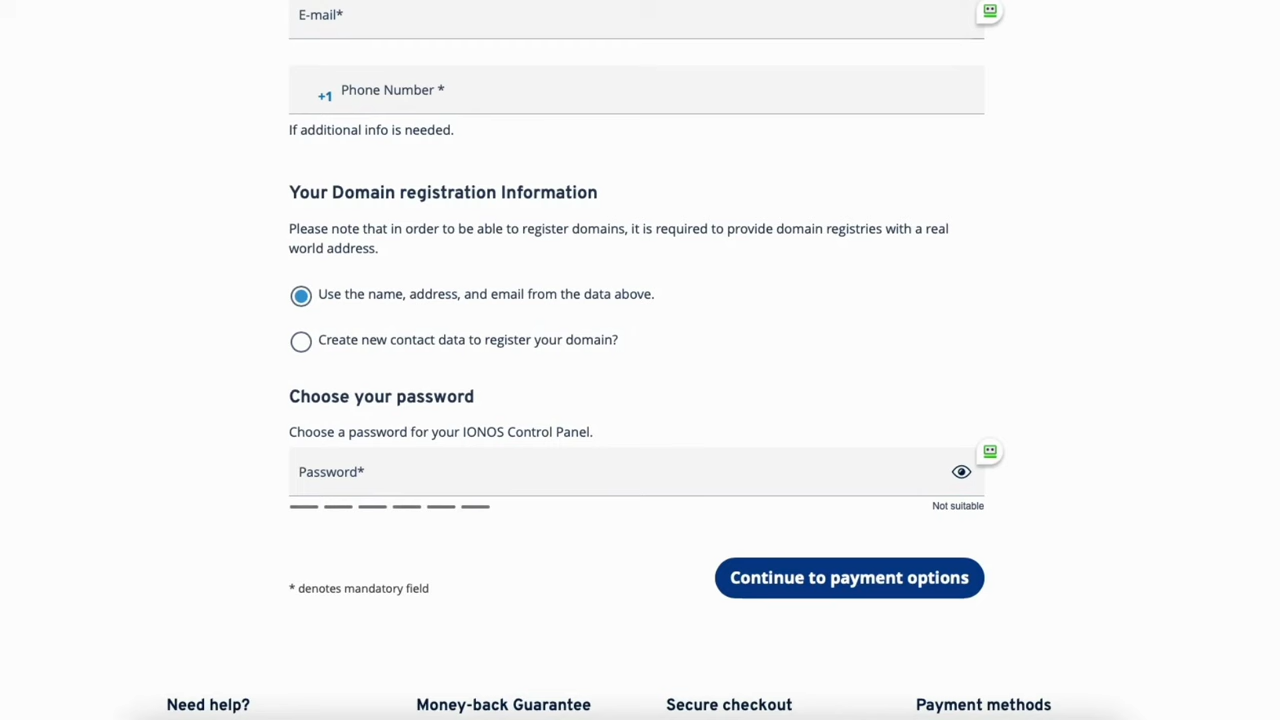 E-mail*
+1 Phone Number *
If additional info is needed.
Your Domain registration Information
Please note that in order to be able to register domains, it is required to provide domain registries with a real
world address.
Use the name, address, and email from the data above.
Create new contact data to register your domain?
Choose your password
Choose a password for your IONOS Control Panel.
Password*
Not suitable
* denotes mandatory field
Continue to payment options
Need help?
Money-back Guarantee
Secure checkout
Payment methods